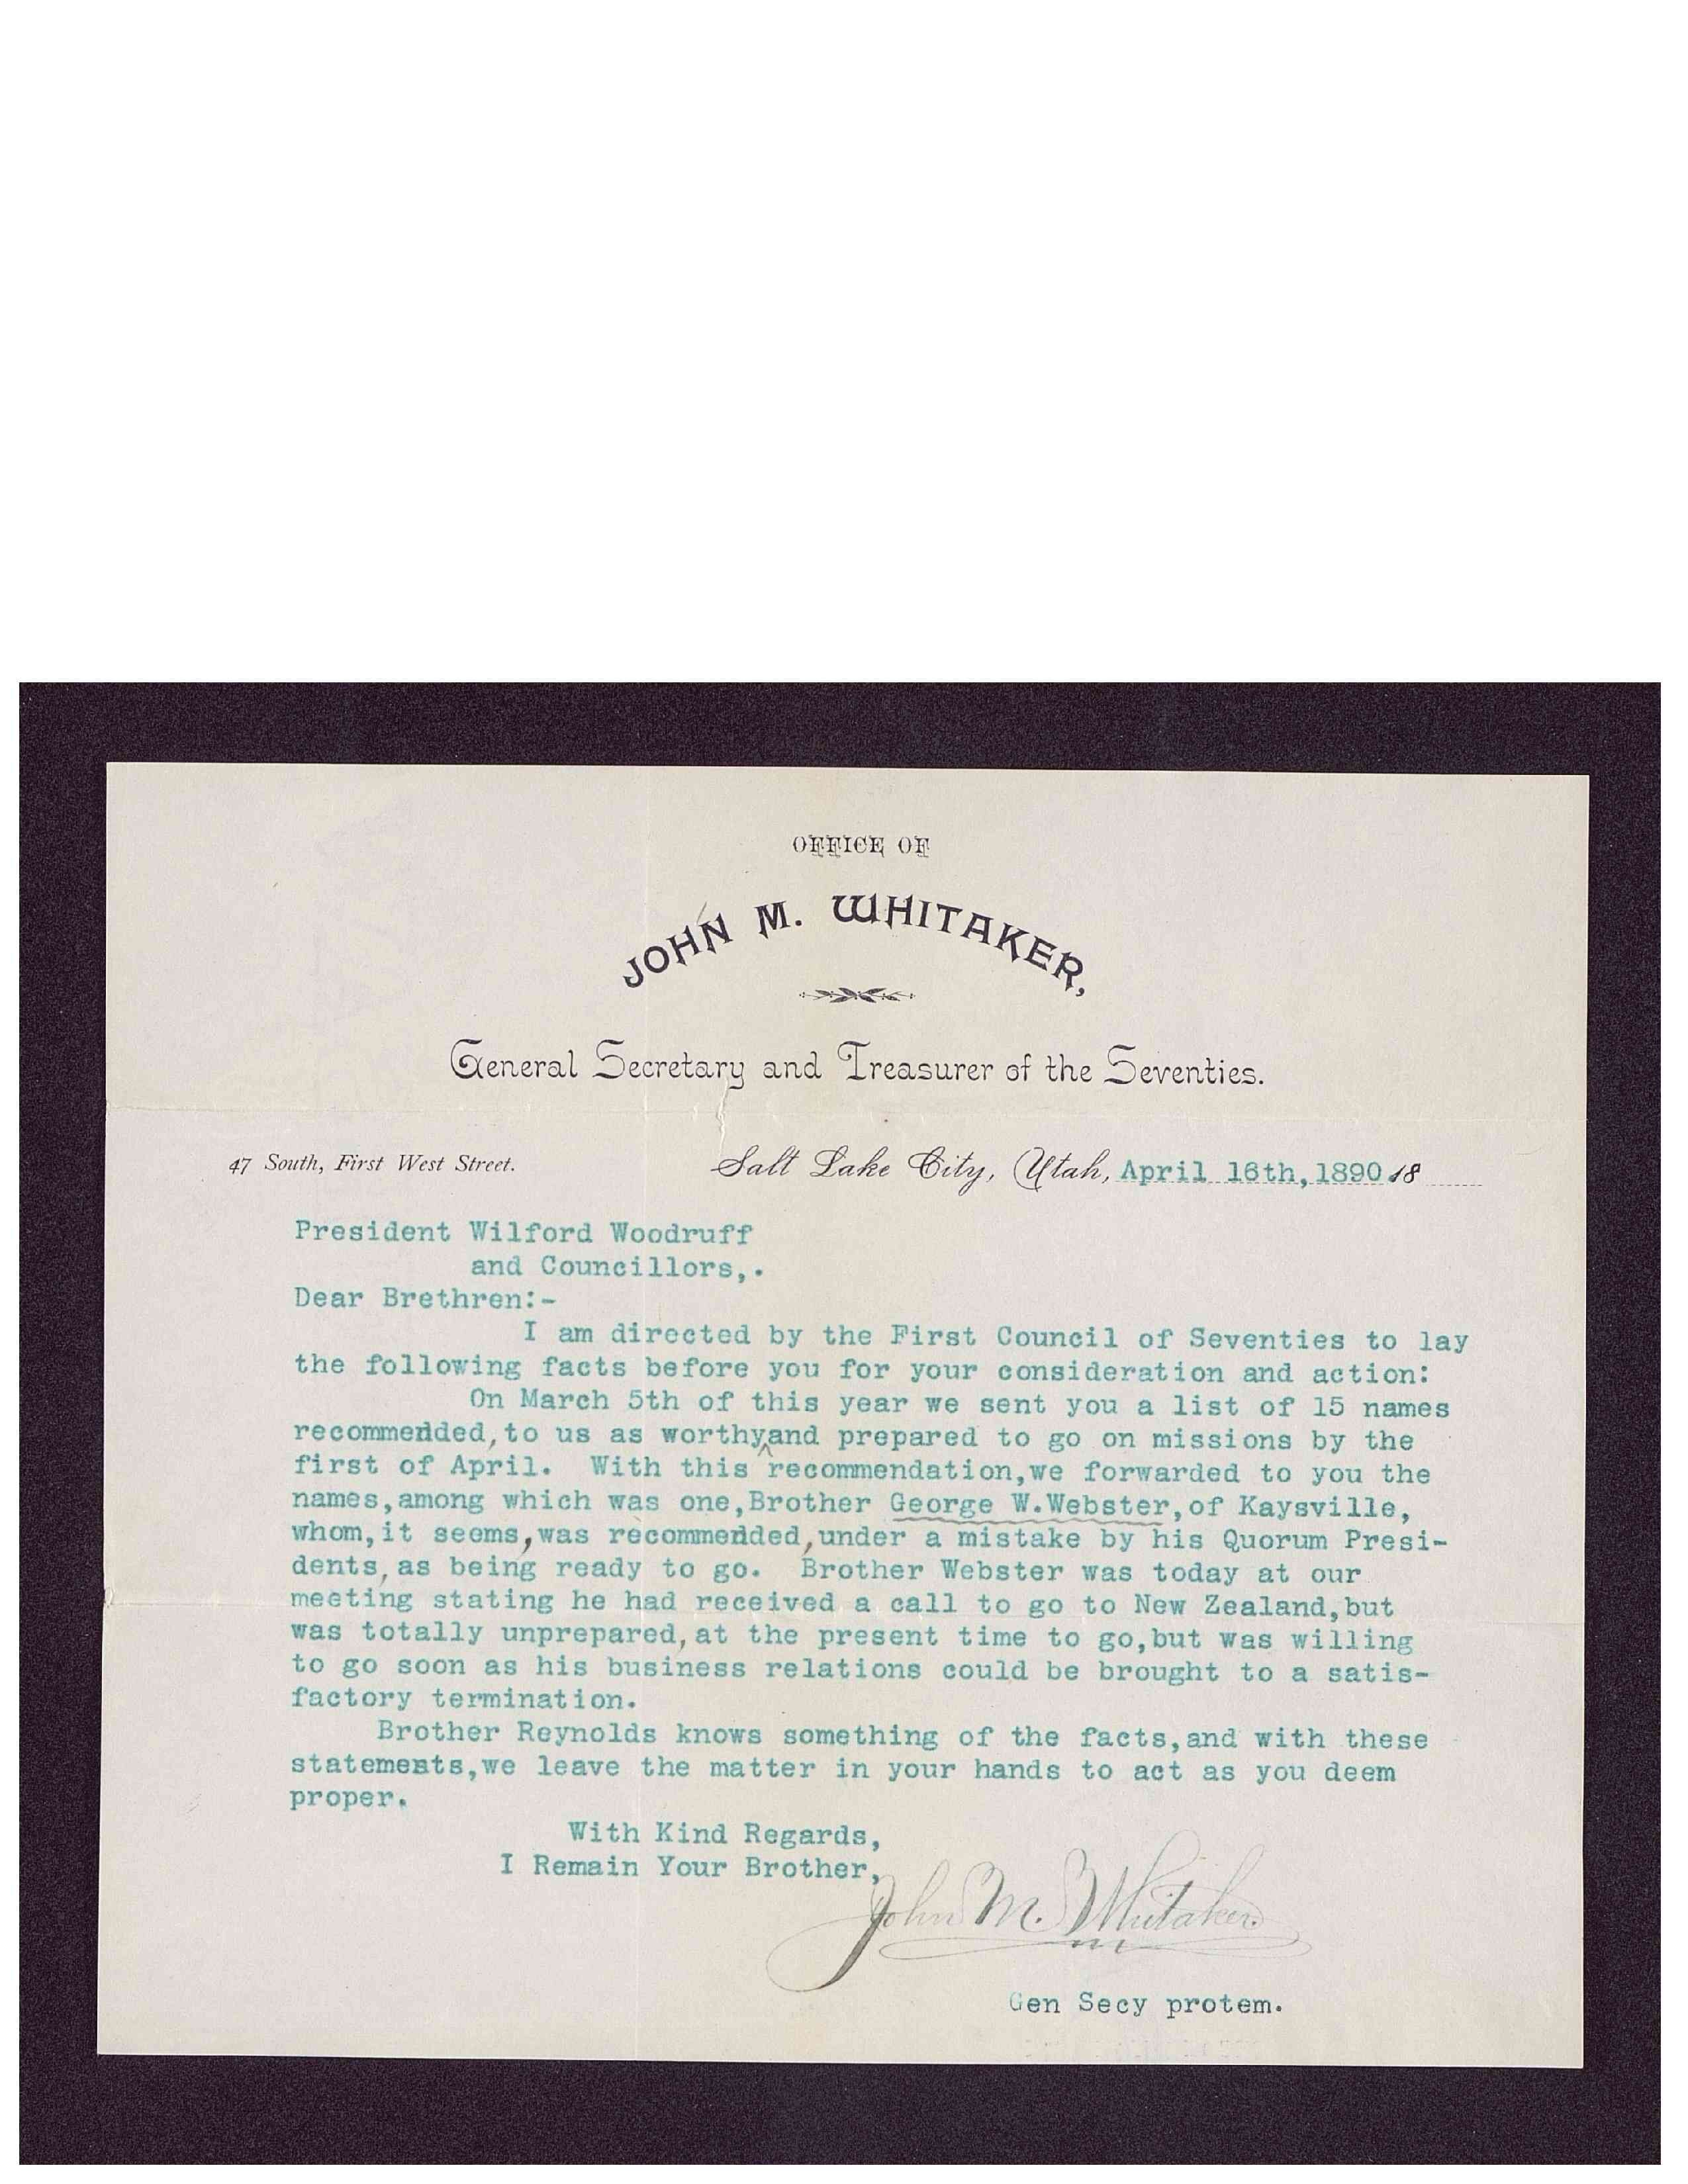 OFFICE OF
JOHN M. WHITAKER,
General Secretary and Treasurer of the Seventies.
47 South, First West Street.
Salt Lake City, Utah, April 16th, 1890 18
President Wilford Woodruff
and Councillors,.
Dear Brethren:-
I am directed by the First Council of Seventies to lay
the following facts before you for your consideration and action:
On March 5th of this year we sent you a list of 15 names
recommended, to us as worthy and prepared to go on missions by the
first of April. With this recommendation, we forwarded to you the
names, among which was one, Brother George W. Webster, of Kaysville,
whom, it seems, was recommended, under a mistake by his Quorum Presi-
dents, as being ready to go. Brother Webster was today at our
meeting stating he had received a call to go to New Zealand, but
was totally unprepared, at the present time to go, but was willing
to go soon as his business relations could be brought to a satis-
factory termination.
Brother Reynolds knows something of the facts, and with these
statements, we leave the matter in your hands to act as you deem
proper.
With Kind Regards,
I Remain Your Brother,
John M. Whitaker
Gen Secy protem.